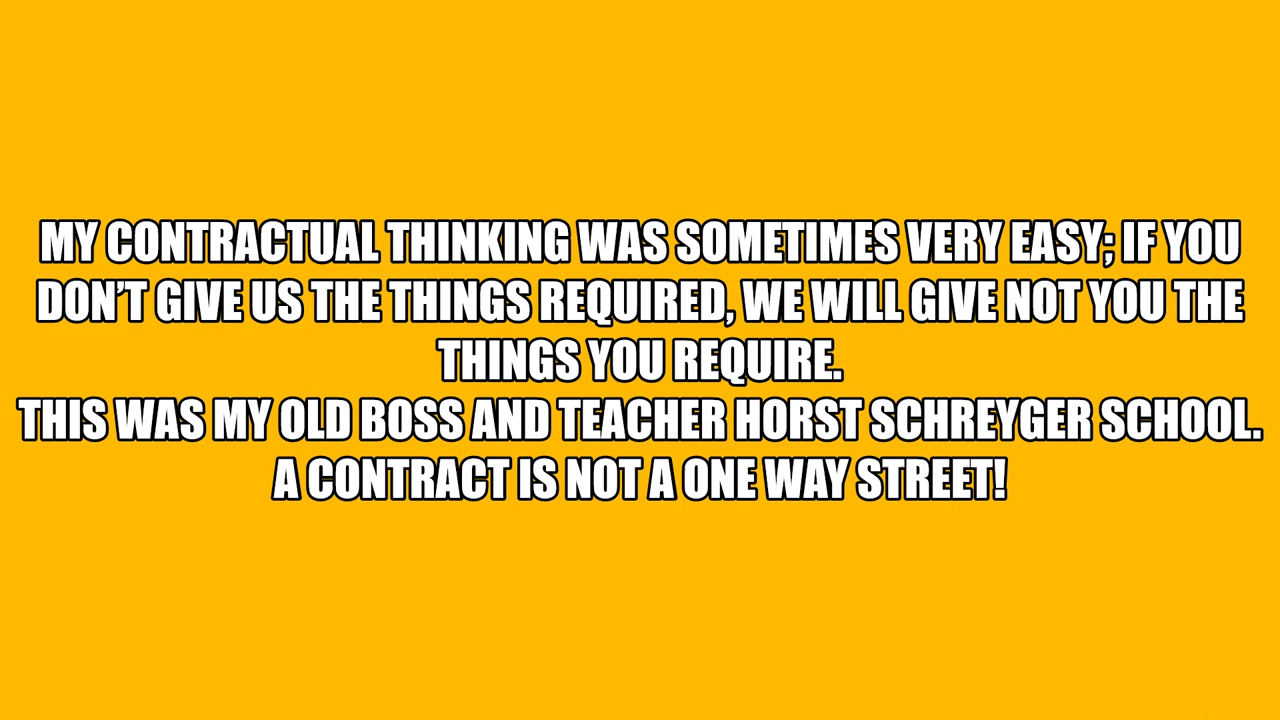 MY CONTRACTUAL THINKING WAS SOMETIMES VERY EASY; IF YOU
DON'T GIVE US THE THINGS REQUIRED, WE WILL GIVE NOT YOU THE
THINGS YOU REQUIRE.
THIS WAS MY OLD BOSS AND TEACHER HORST SCHREYGER SCHOOL.
A CONTRACT IS NOT A ONE WAY STREET!